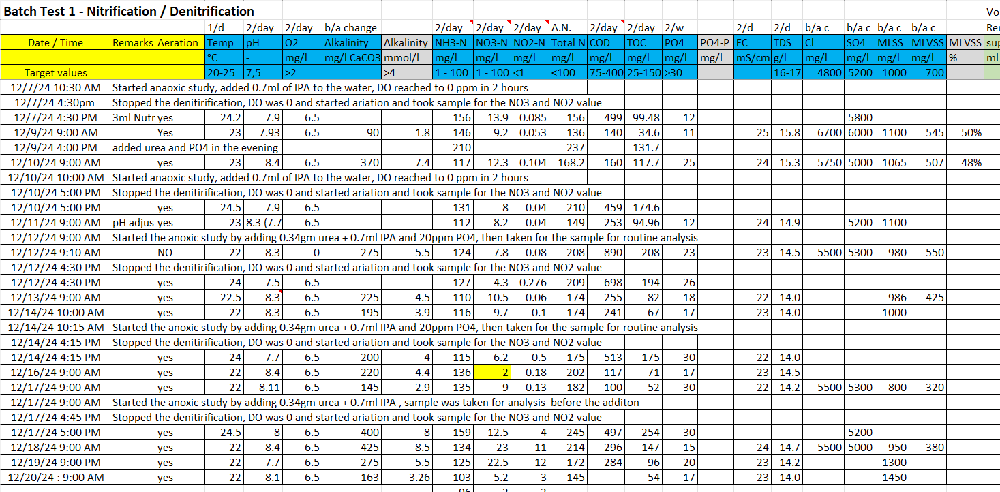 Batch Test 1 - Nitrification / Denitrification Vo
1/d 2/day 2/day b/a change 2/day 2/day 2/day A.N. 2/day 2/day 2/w 2/d 2/d b/a c b/a c b/a c b/a c Rer
Date / Time Remarks Aeration Temp pH O2 Alkalinity Alkalinity NH3-N NO3-N NO2-N Total N COD TOC PO4 PO4-P EC TDS Cl SO4 MLSS MLVSS MLVSS sup
°C - mg/l mg/l CaCO3 mmol/l mg/l mg/l mg/l mg/l mg/l mg/l mg/l mg/l mS/cm g/l mg/l mg/l mg/l mg/l % ml
Target values 20-25 7,5 >2 >4 1 - 100 1 - 100 <1 <100 75-400 25-150 >30 16-17 4800 5200 1000 700
12/7/24 10:30 AM Started anaoxic study, added 0.7ml of IPA to the water, DO reached to 0 ppm in 2 hours
12/7/24 4:30pm Stopped the denitirification, DO was 0 and started ariation and took sample for the NO3 and NO2 value
12/7/24 4:30 PM 3ml Nutr yes 24.2 7.9 6.5 156 13.9 0.085 156 499 99.48 12 5800
12/9/24 9:00 AM Yes 23 7.93 6.5 90 1.8 146 9.2 0.053 136 140 34.6 11 25 15.8 6700 6000 1100 545 50%
12/9/24 4:00 PM added urea and PO4 in the evening 210 237 131.7
12/10/24 9:00 AM yes 23 8.4 6.5 370 7.4 117 12.3 0.104 168.2 160 117.7 25 24 15.3 5750 5000 1065 507 48%
12/10/24 10:00 AM Started anaoxic study, added 0.7ml of IPA to the water, DO reached to 0 ppm in 2 hours
12/10/24 5:00 PM Stopped the denitirification, DO was 0 and started ariation and took sample for the NO3 and NO2 value
12/10/24 5:00 PM yes 24.5 7.9 6.5 131 8 0.04 210 459 174.6
12/11/24 9:00 AM pH adjus yes 23 8.3 (7.7 6.5 112 8.2 0.04 149 253 94.96 12 24 14.9 5200 1100
12/12/24 9:00 AM Started the anoxic study by adding 0.34gm urea + 0.7ml IPA and 20ppm PO4, then taken for the sample for routine analysis
12/12/24 9:10 AM NO 22 8.3 0 275 5.5 124 7.8 0.08 208 890 208 23 23 14.5 5500 5300 980 550
12/12/24 4:30 PM Stopped the denitirification, DO was 0 and started ariation and took sample for the NO3 and NO2 value
12/12/24 4:30 PM yes 24 7.5 6.5 127 4.3 0.276 209 698 194 26
12/13/24 9:00 AM yes 22.5 8.3 6.5 225 4.5 110 10.5 0.06 174 255 82 18 22 14.0 986 425
12/14/24 10:00 AM yes 22 8.3 6.5 195 3.9 116 9.7 0.1 174 241 67 17 23 14.0 1000
12/14/24 10:15 AM Started the anoxic study by adding 0.34gm urea + 0.7ml IPA and 20ppm PO4, then taken for the sample for routine analysis
12/14/24 4:15 PM Stopped the denitirification, DO was 0 and started ariation and took sample for the NO3 and NO2 value
12/14/24 4:15 PM yes 24 7.7 6.5 200 4 115 6.2 0.5 175 513 175 30 22 14.0
12/16/24 9:00 AM yes 22 8.4 6.5 220 4.4 136 2 0.18 202 117 71 17 23 14.5
12/17/24 9:00 AM yes 22 8.11 6.5 145 2.9 135 9 0.13 182 100 52 30 22 14.2 5500 5300 800 320
12/17/24 9:00 AM Started the anoxic study by adding 0.34gm urea + 0.7ml IPA , sample was taken for analysis before the additon
12/17/24 4:45 PM Stopped the denitirification, DO was 0 and started ariation and took sample for the NO3 and NO2 value
12/17/24 5:00 PM yes 24.5 8 6.5 400 8 159 12.5 4 245 497 254 30 5200
12/18/24 9:00 AM yes 22 8.4 6.5 425 8.5 134 23 11 214 296 147 15 24 14.7 5500 5000 950 380
12/19/24 9:00 PM yes 22 7.7 6.5 275 5.5 125 22.5 12 172 284 96 20 23 14.2 1300
12/20/24 : 9:00 AM yes 22 8.1 6.5 163 3.26 103 5.2 3 145 54 17 23 14.0 1450